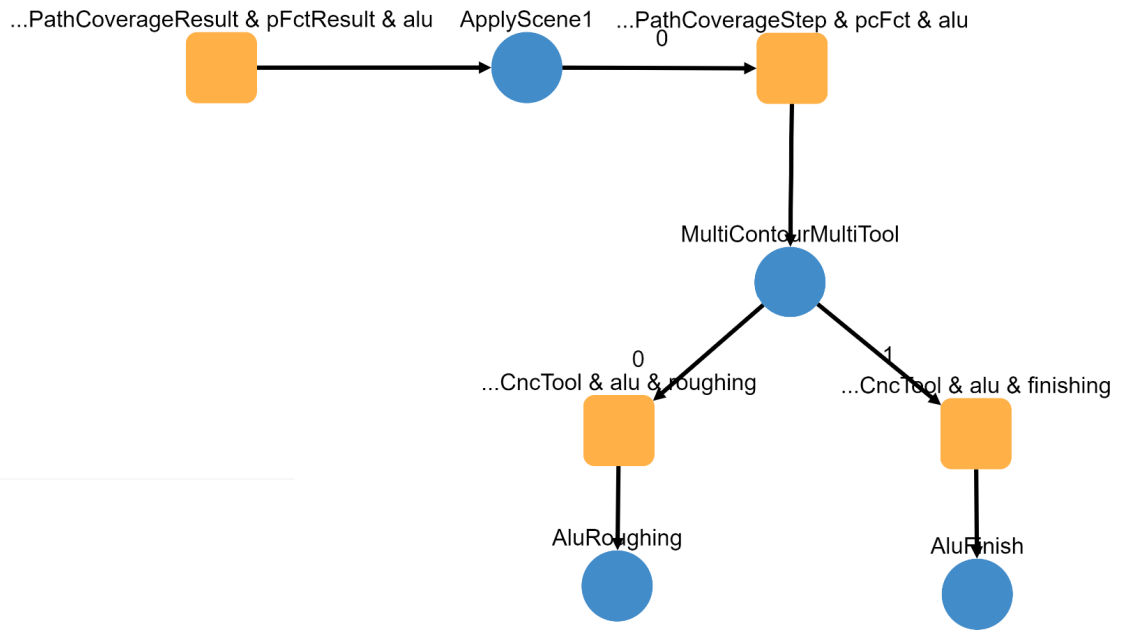 ...PathCoverageResult & pFctResult & alu
ApplyScene1
...PathCoverageStep & pcFct & alu
0
MultiContourMultiTool
0
1
...CncTool & alu & roughing
...CncTool & alu & finishing
AluRoughing
AluFinish